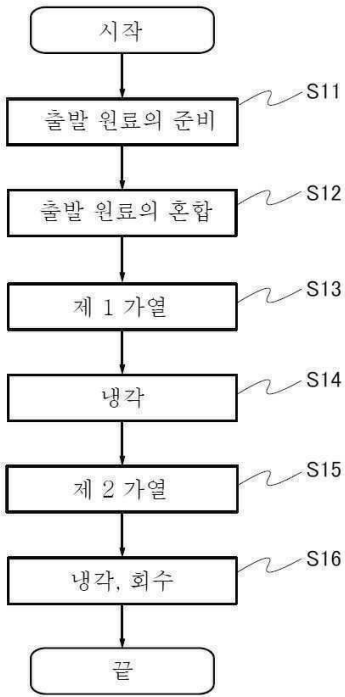 시작
출발 원료의 준비
S11
출발 원료의 혼합
S12
제 1 가열
S13
냉각
S14
제 2 가열
S15
냉각, 회수
S16
끝